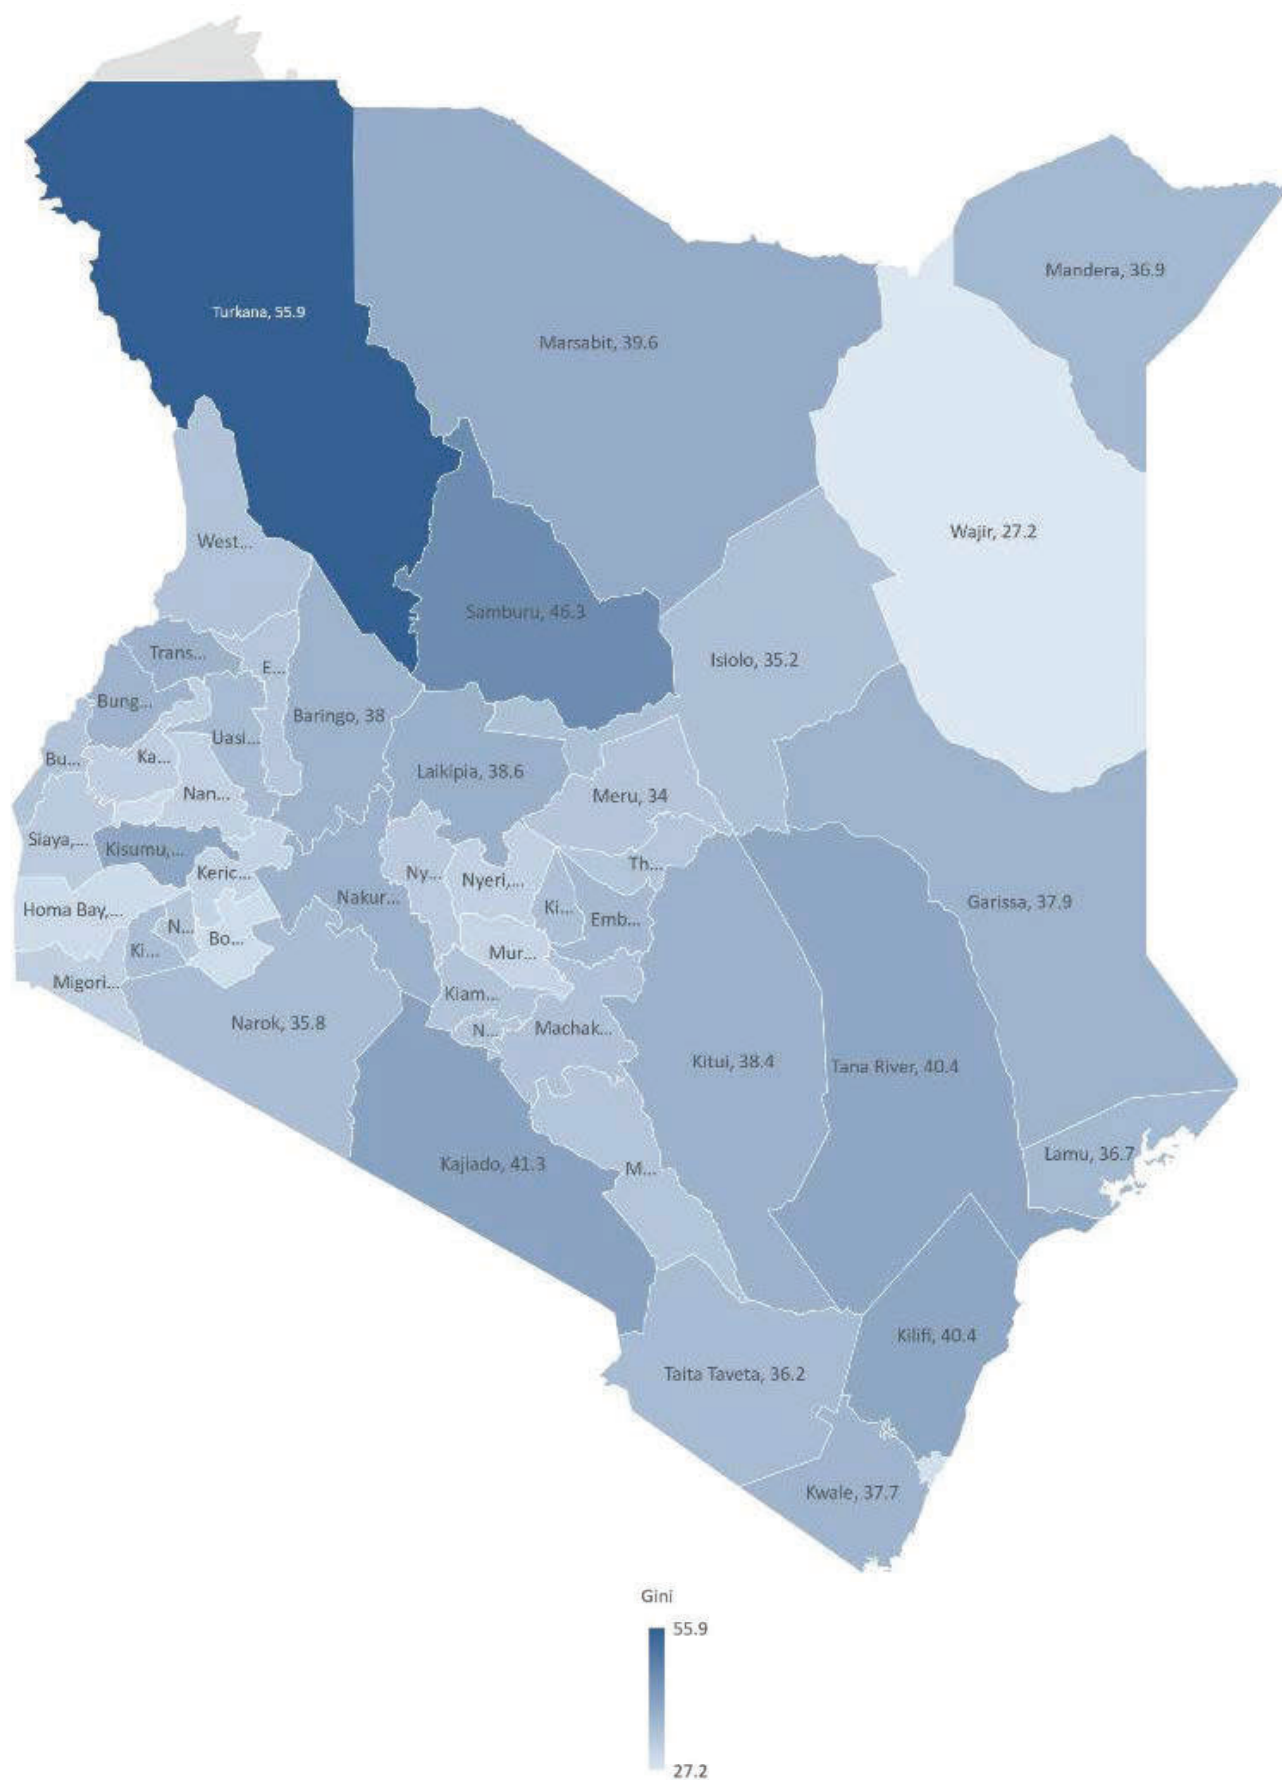 Mandera, 36.9
Turkana, 55.9
Marsabit, 39.6
Wajir, 27.2
West...
Samburu, 46.3
Trans...
E...
Isiolo, 35.2
Bung...
Baringo, 38
Uasi...
Bu...
Ka...
Laikipia, 38.6
Nan...
Meru, 34
Siaya,...
Kisumu,...
Keric...
Ny...
Nyeri,...
Th...
Nakur...
Garissa, 37.9
Homa Bay,...
Ki...
Emb...
N...
Bo...
Ki...
Mur...
Migori...
Kiam...
Narok, 35.8
N...
Machak...
Kitui, 38.4
Tana River, 40.4
Kajiado, 41.3
M...
Lamu, 36.7
Kilifi, 40.4
Taita Taveta, 36.2
Kwale, 37.7
Gini
55.9
27.2